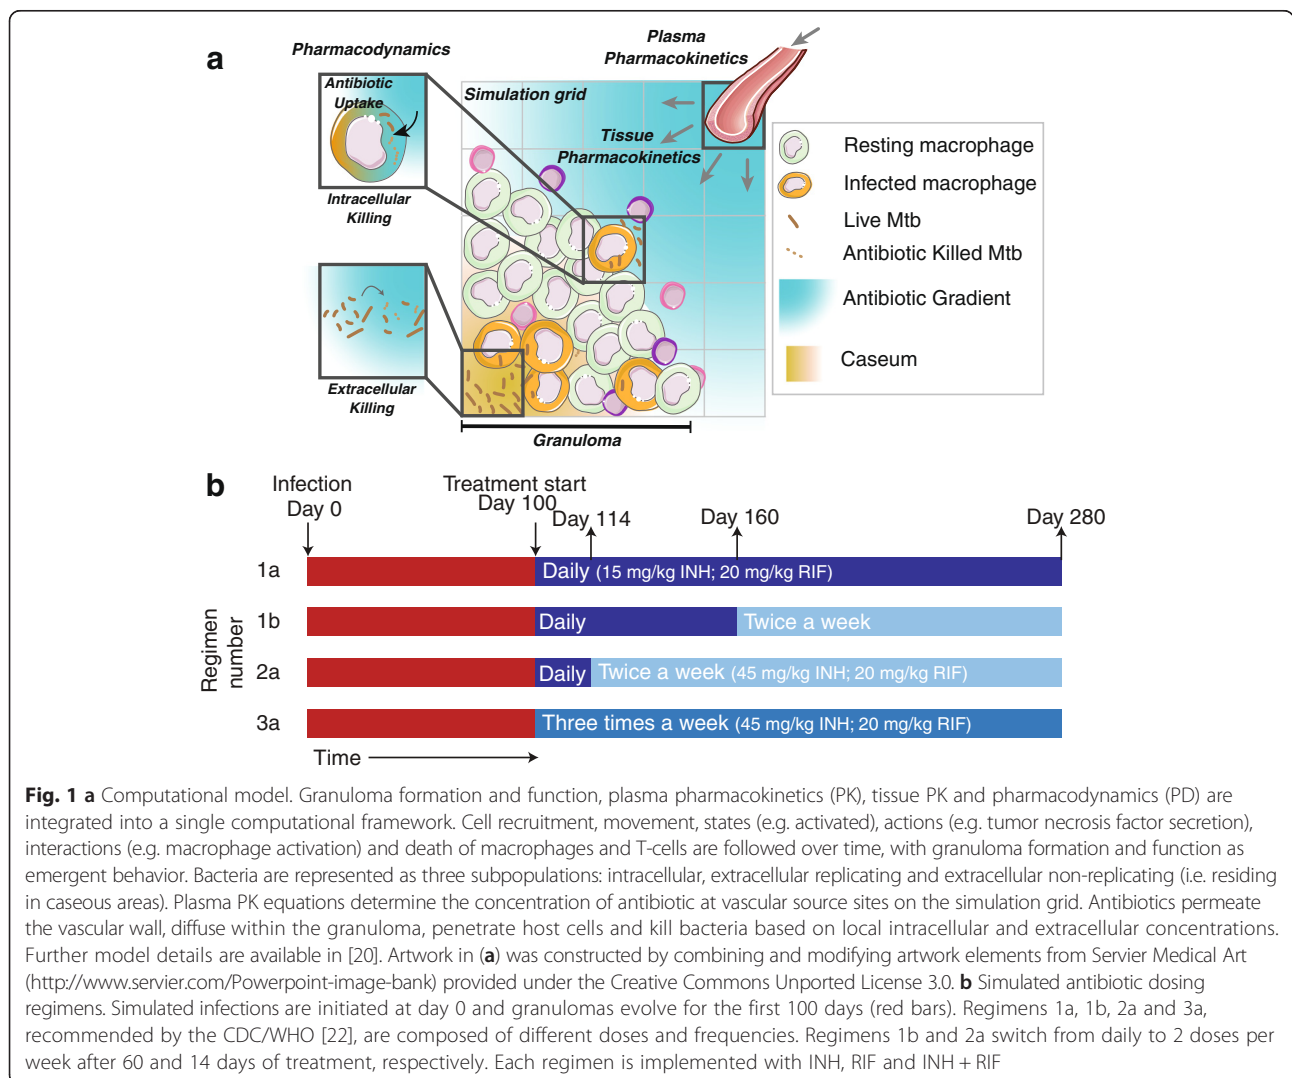 a
Pharmacodynamics
Plasma
Pharmacokinetics
Antibiotic
Uptake
Simulation grid
Tissue
Pharmacokinetics
Intracellular
Killing
Extracellular
Killing
Granuloma
Resting macrophage
Infected macrophage
Live Mtb
Antibiotic Killed Mtb
Antibiotic Gradient
Caseum
b
Infection
Day 0
Treatment start
Day 100
Day 114
Day 160
Day 280
Regimen
number
1a
Daily (15 mg/kg INH; 20 mg/kg RIF)
1b
Daily
Twice a week
2a
Daily
Twice a week (45 mg/kg INH; 20 mg/kg RIF)
3a
Three times a week (45 mg/kg INH; 20 mg/kg RIF)
Time
Fig. 1 a Computational model. Granuloma formation and function, plasma pharmacokinetics (PK), tissue PK and pharmacodynamics (PD) are
integrated into a single computational framework. Cell recruitment, movement, states (e.g. activated), actions (e.g. tumor necrosis factor secretion),
interactions (e.g. macrophage activation) and death of macrophages and T-cells are followed over time, with granuloma formation and function as
emergent behavior. Bacteria are represented as three subpopulations: intracellular, extracellular replicating and extracellular non-replicating (i.e. residing
in caseous areas). Plasma PK equations determine the concentration of antibiotic at vascular source sites on the simulation grid. Antibiotics permeate
the vascular wall, diffuse within the granuloma, penetrate host cells and kill bacteria based on local intracellular and extracellular concentrations.
Further model details are available in [20]. Artwork in (a) was constructed by combining and modifying artwork elements from Servier Medical Art
(http://www.servier.com/Powerpoint-image-bank) provided under the Creative Commons Unported License 3.0. b Simulated antibiotic dosing
regimens. Simulated infections are initiated at day 0 and granulomas evolve for the first 100 days (red bars). Regimens 1a, 1b, 2a and 3a,
recommended by the CDC/WHO [22], are composed of different doses and frequencies. Regimens 1b and 2a switch from daily to 2 doses per
week after 60 and 14 days of treatment, respectively. Each regimen is implemented with INH, RIF and INH + RIF